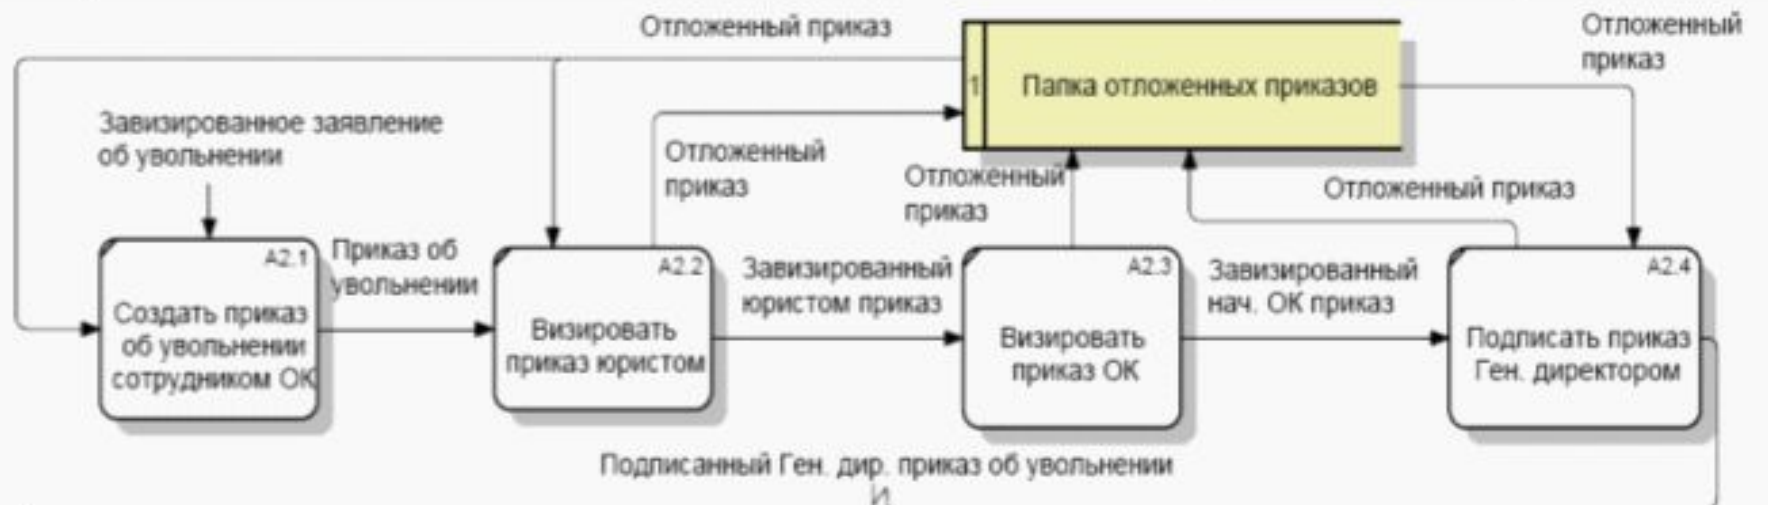 Отложенный приказ
Отложенный
приказ
1
Папка отложенных приказов
Завизированное заявление
об увольнении
Отложенный
приказ
Отложенный
приказ
Отложенный приказ
A2.1
Создать приказ
об увольнении
сотрудником ОК
Приказ об
увольнении
A2.2
Визировать
приказ юристом
Завизированный
юристом приказ
A2.3
Визировать
приказ ОК
Завизированный
нач. ОК приказ
A2.4
Подписать приказ
Ген. директором
Подписанный Ген. дир. приказ об увольнении